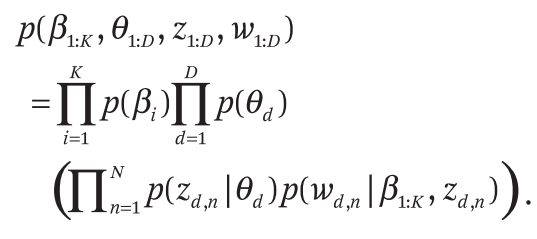 p(β_{1:K}, θ_{1:D}, z_{1:D}, w_{1:D})
= ∏_{i=1}^{K} p(β_i) ∏_{d=1}^{D} p(θ_d)
(∏_{n=1}^{N} p(z_{d,n} | θ_d) p(w_{d,n} | β_{1:K}, z_{d,n})).